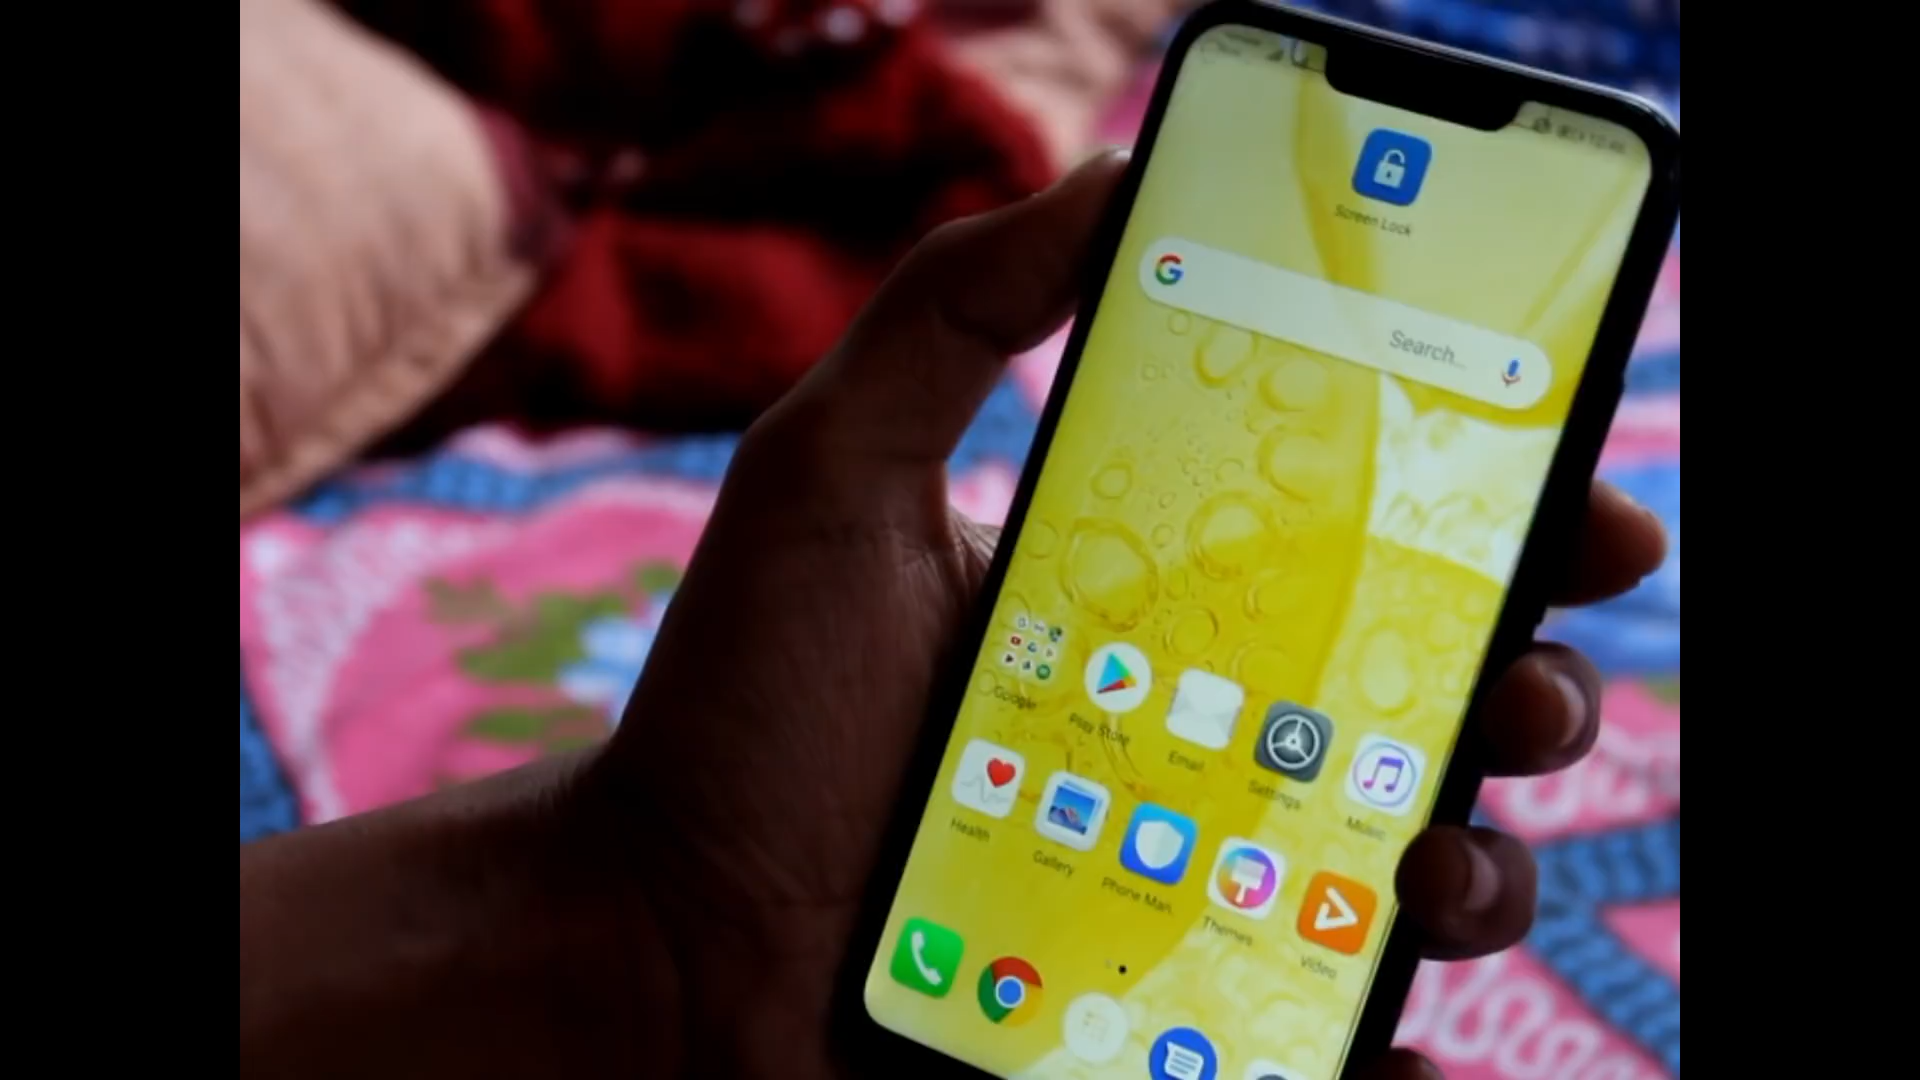 Screen Lock
G
Search...
Google
Play Store
Email
Settings
Music
Health
Gallery
Phone Man..
Themes
Video